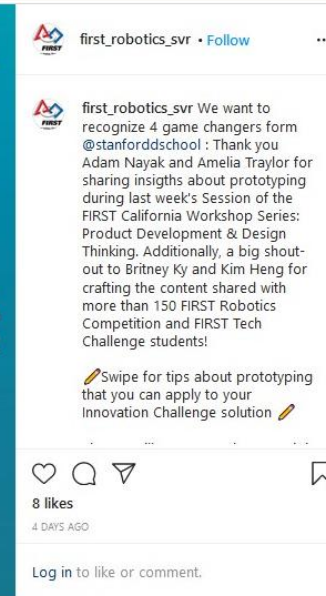 FIRST
first_robotics_svr • Follow
FIRST
first_robotics_svr We want to
recognize 4 game changers form
@stanforddschool : Thank you
Adam Nayak and Amelia Traylor for
sharing insigths about prototyping
during last week's Session of the
FIRST California Workshop Series:
Product Development & Design
Thinking. Additionally, a big shout-
out to Britney Ky and Kim Heng for
crafting the content shared with
more than 150 FIRST Robotics
Competition and FIRST Tech
Challenge students!
✏️Swipe for tips about prototyping
that you can apply to your
Innovation Challenge solution ✏️
8 likes
4 DAYS AGO
Log in to like or comment.